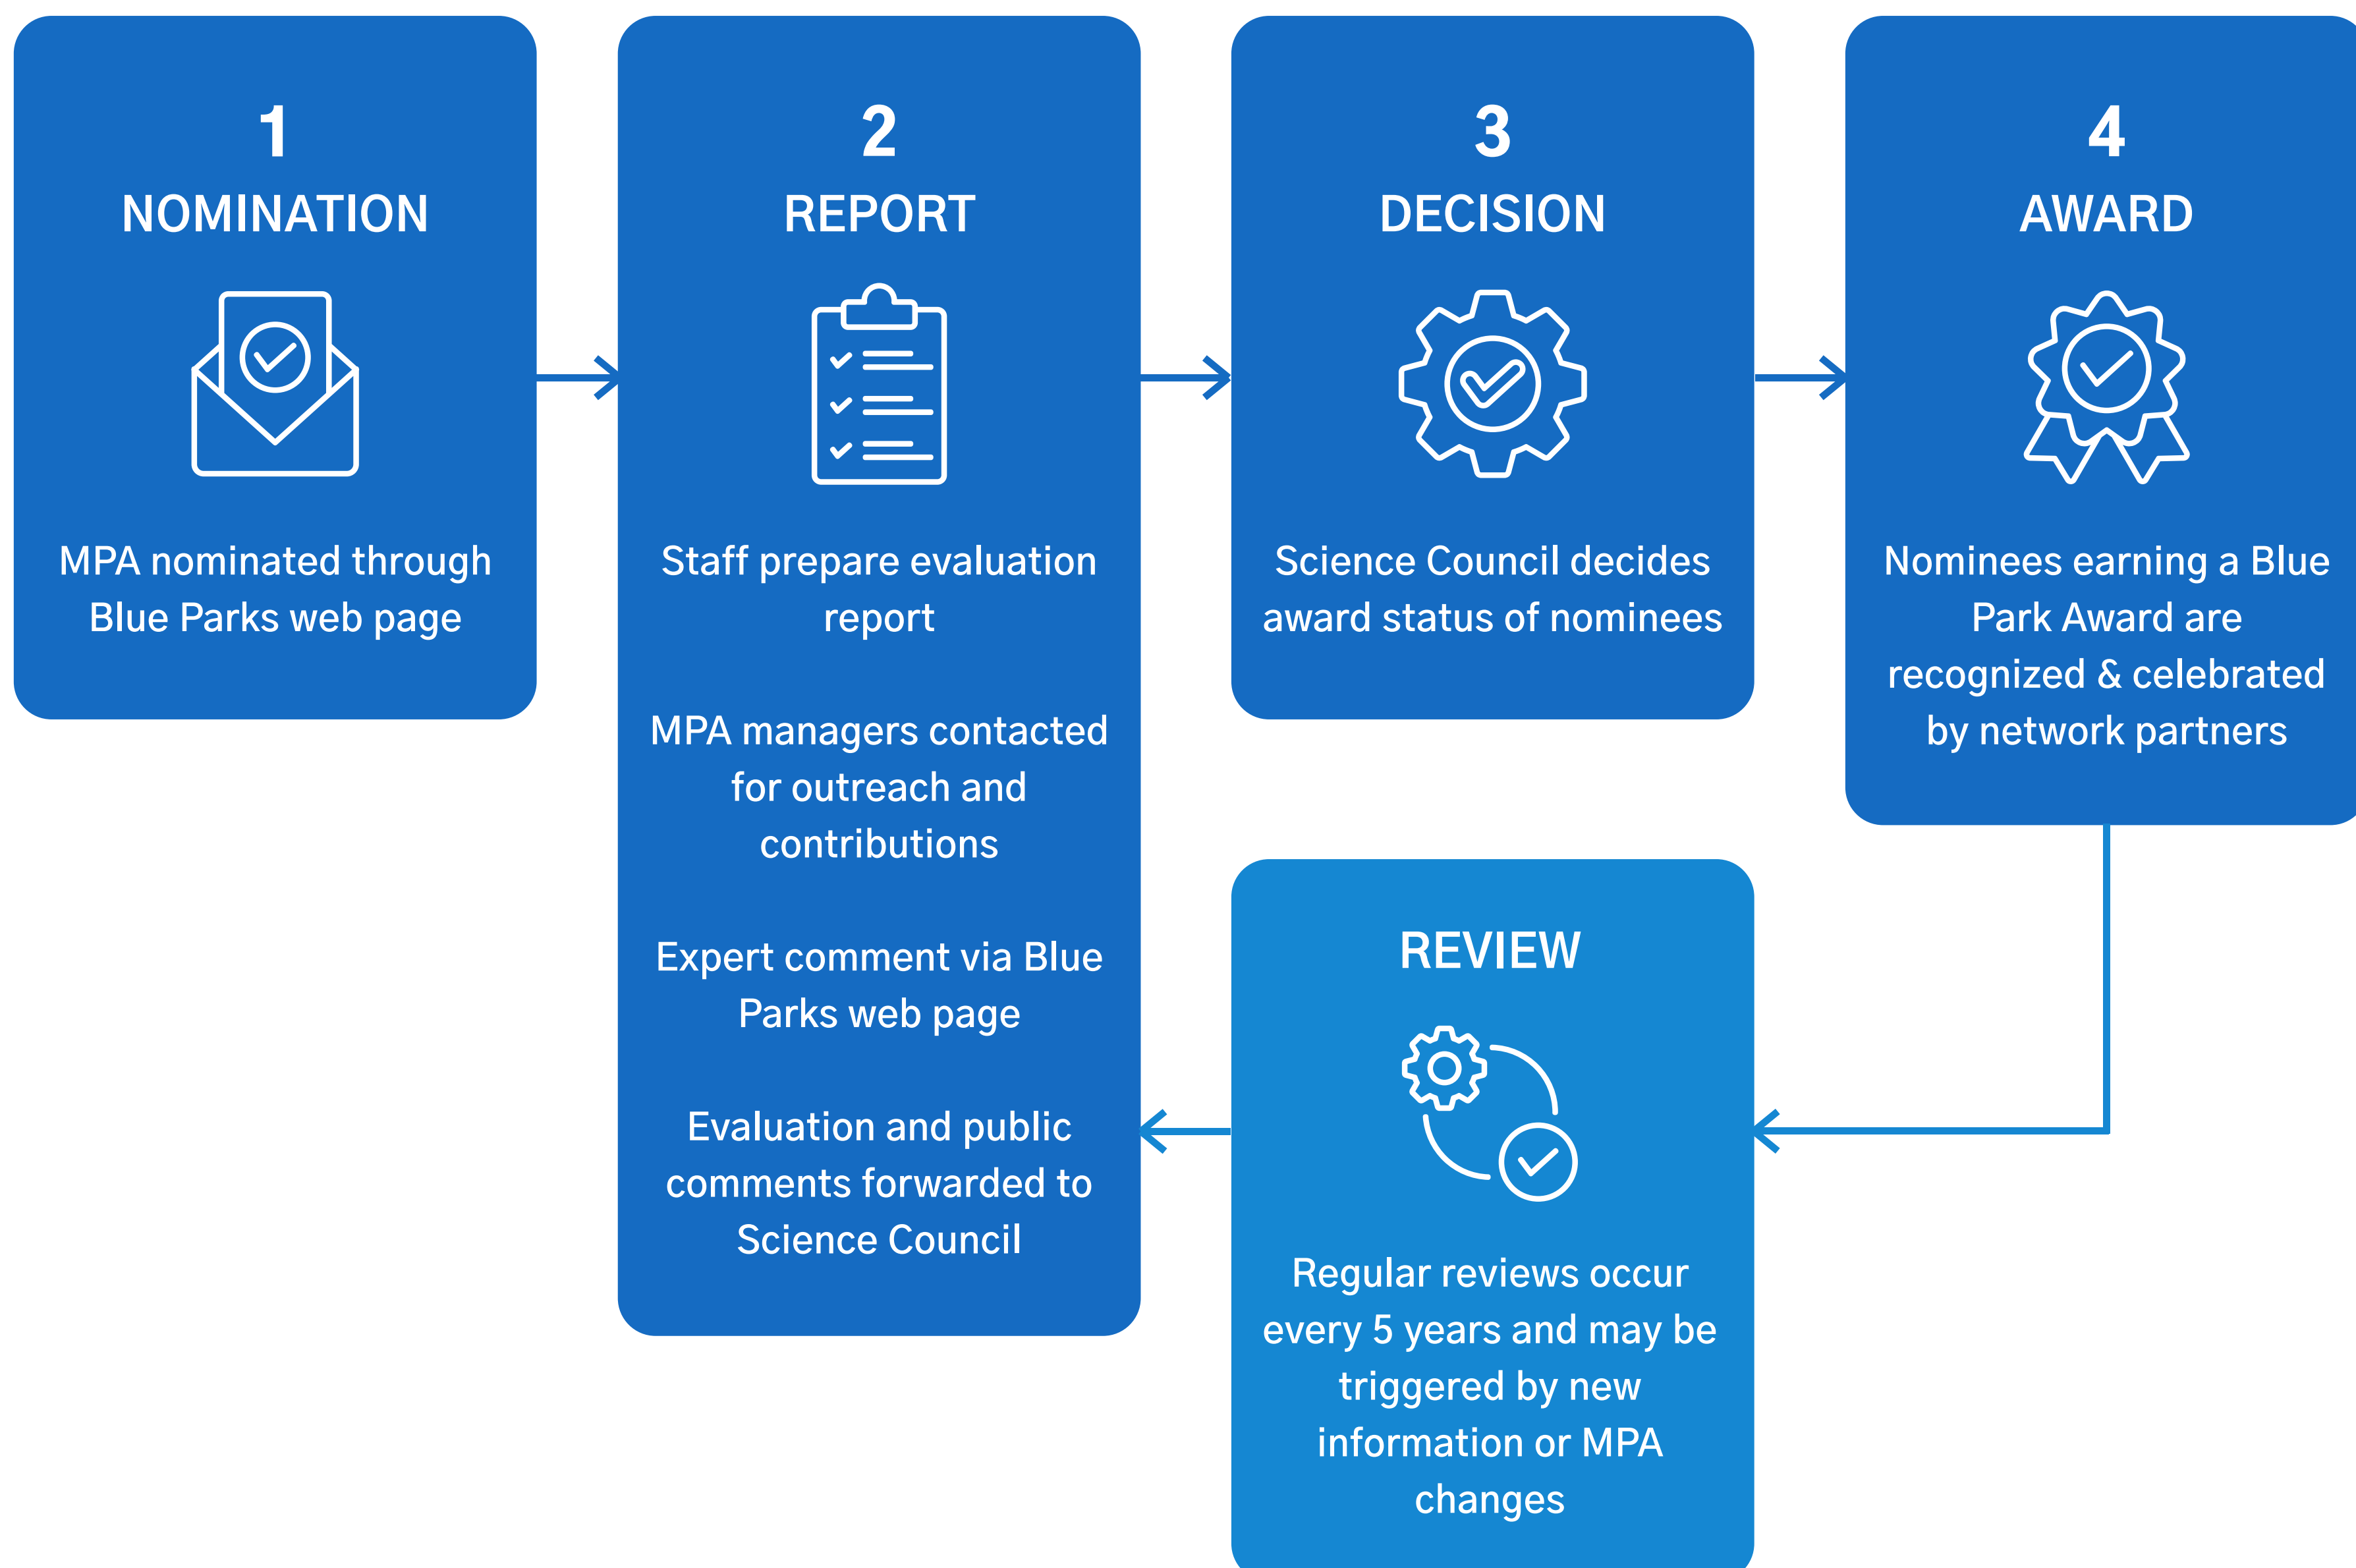 1
NOMINATION
MPA nominated through
Blue Parks web page
2
REPORT
Staff prepare evaluation
report
MPA managers contacted
for outreach and
contributions
Expert comment via Blue
Parks web page
Evaluation and public
comments forwarded to
Science Council
3
DECISION
Science Council decides
award status of nominees
4
AWARD
Nominees earning a Blue
Park Award are
recognized & celebrated
by network partners
REVIEW
Regular reviews occur
every 5 years and may be
triggered by new
information or MPA
changes